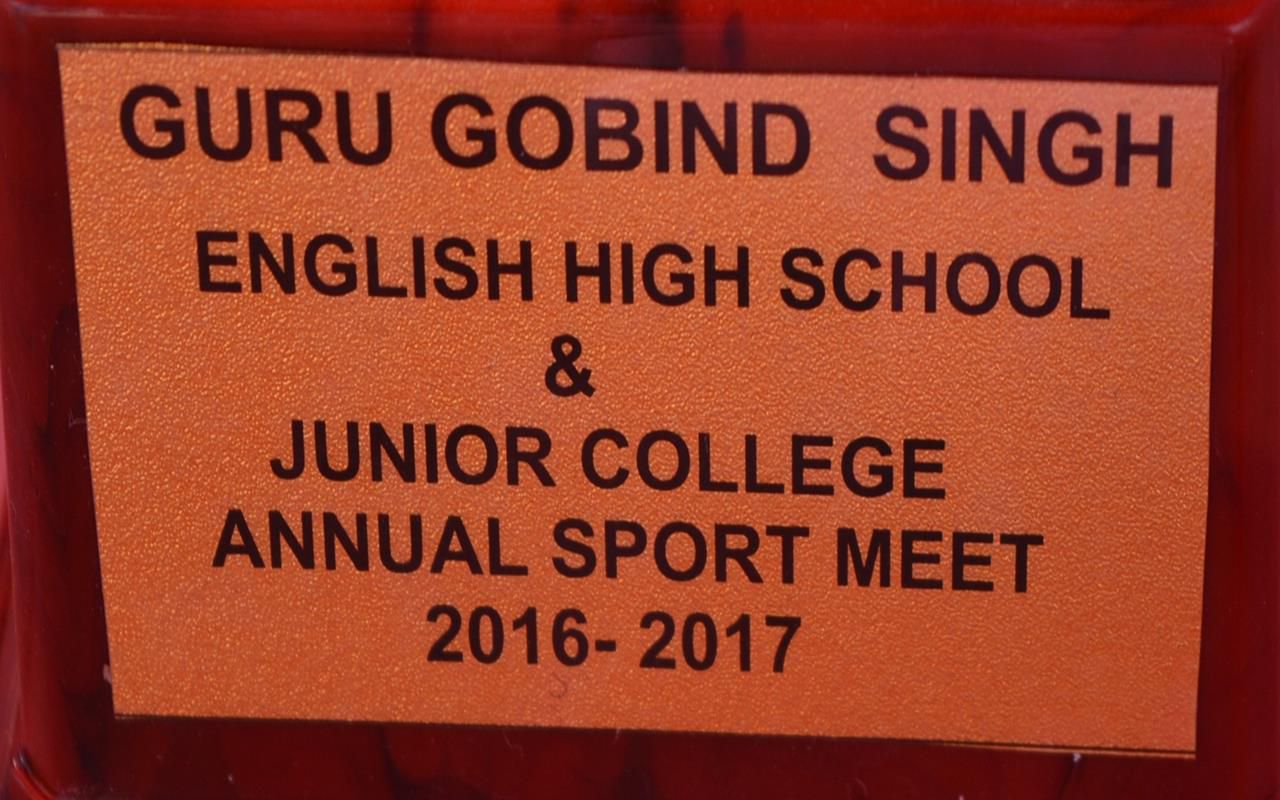 GURU GOBIND SINGH
ENGLISH HIGH SCHOOL
&
JUNIOR COLLEGE
ANNUAL SPORT MEET
2016- 2017